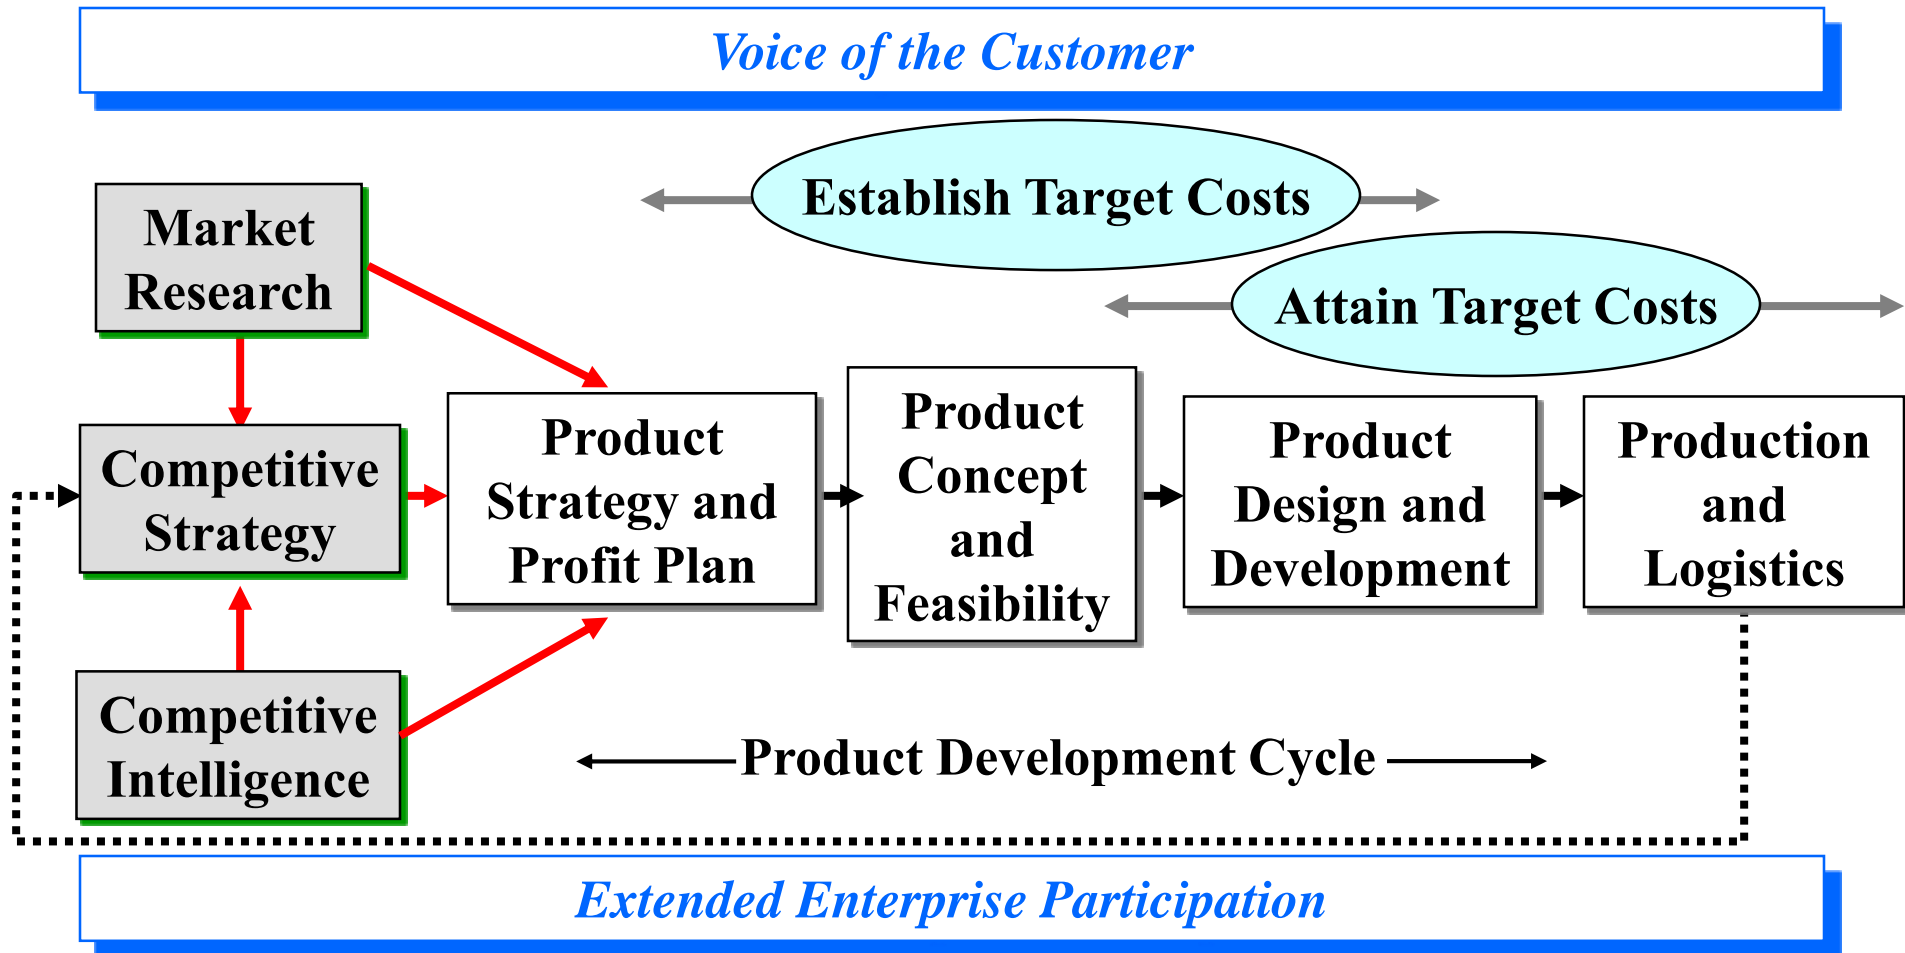 Voice of the Customer
Establish Target Costs
Attain Target Costs
Market
Research
Competitive
Strategy
Competitive
Intelligence
Product
Strategy and
Profit Plan
Product
Concept
and
Feasibility
Product
Design and
Development
Production
and
Logistics
Product Development Cycle
Extended Enterprise Participation